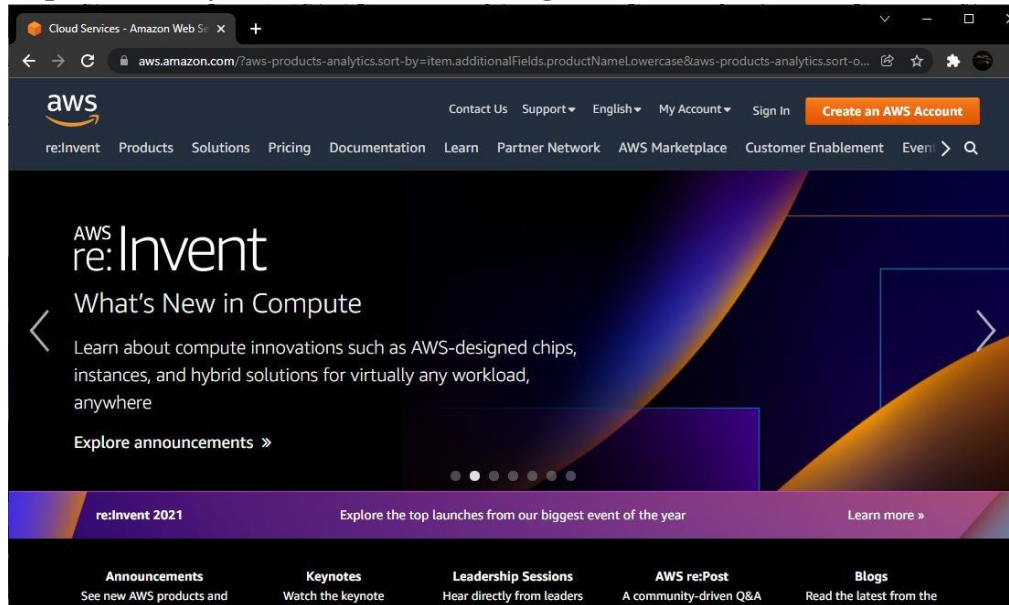 Cloud Services - Amazon Web Se
aws.amazon.com/?aws-products-analytics.sort-by=item.additionalFields.productNameLowercase&aws-products-analytics.sort-o...
aws
Contact Us Support English My Account Sign In Create an AWS Account
re:Invent Products Solutions Pricing Documentation Learn Partner Network AWS Marketplace Customer Enablement Even
AWS
re:Invent
What's New in Compute
Learn about compute innovations such as AWS-designed chips,
instances, and hybrid solutions for virtually any workload,
anywhere
Explore announcements »
re:Invent 2021 Explore the top launches from our biggest event of the year Learn more »
Announcements Keynotes Leadership Sessions AWS re:Post Blogs
See new AWS products and Watch the keynote Hear directly from leaders A community-driven Q&A Read the latest from the